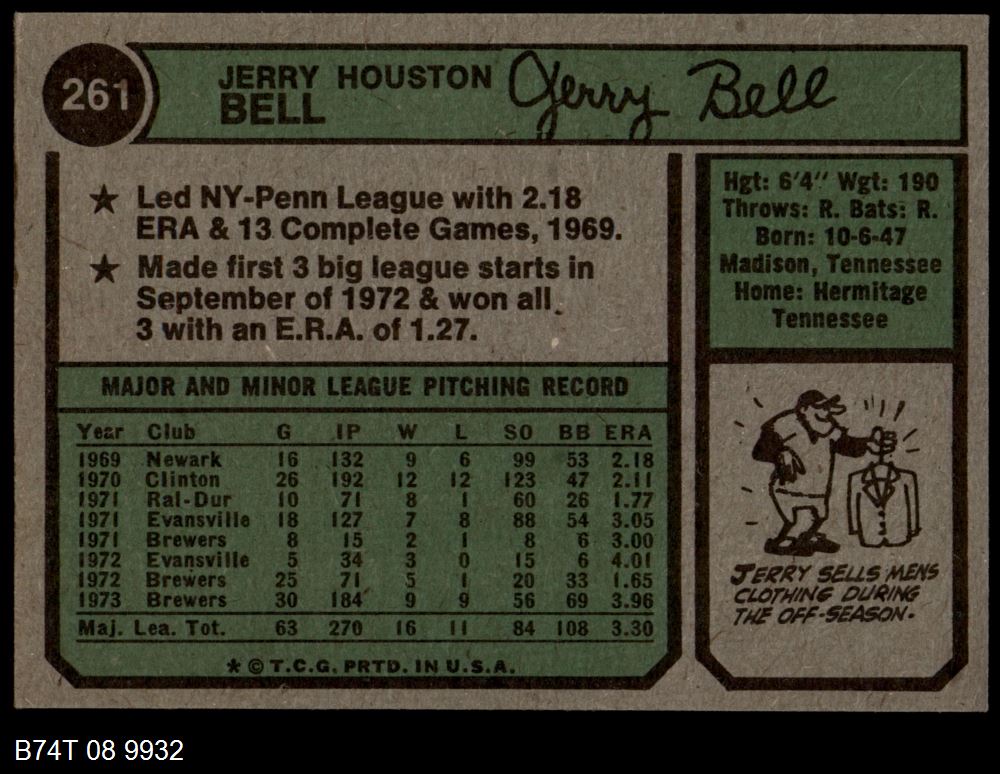 261
JERRY HOUSTON
BELL
Jerry Bell
★ Led NY-Penn League with 2.18
ERA & 13 Complete Games, 1969.
★ Made first 3 big league starts in
September of 1972 & won all
3 with an E.R.A. of 1.27.
Hgt: 6'4" Wgt: 190
Throws: R. Bats: R.
Born: 10-6-47
Madison, Tennessee
Home: Hermitage
Tennessee
MAJOR AND MINOR LEAGUE PITCHING RECORD
Year Club G IP W L SO BB ERA
1969 Newark 16 132 9 6 99 53 2.18
1970 Clinton 26 192 12 12 123 47 2.11
1971 Ral-Dur 10 71 8 1 60 26 1.77
1971 Evansville 18 127 7 8 88 54 3.05
1971 Brewers 8 15 2 1 8 6 3.00
1972 Evansville 5 34 3 0 15 6 4.01
1972 Brewers 25 71 5 1 20 33 1.65
1973 Brewers 30 184 9 9 56 69 3.96
Maj. Lea. Tot. 63 270 16 11 84 108 3.30
★ © T.C.G. PRTD. IN U.S.A.
JERRY SELLS MENS
CLOTHING DURING
THE OFF-SEASON.
B74T 08 9932